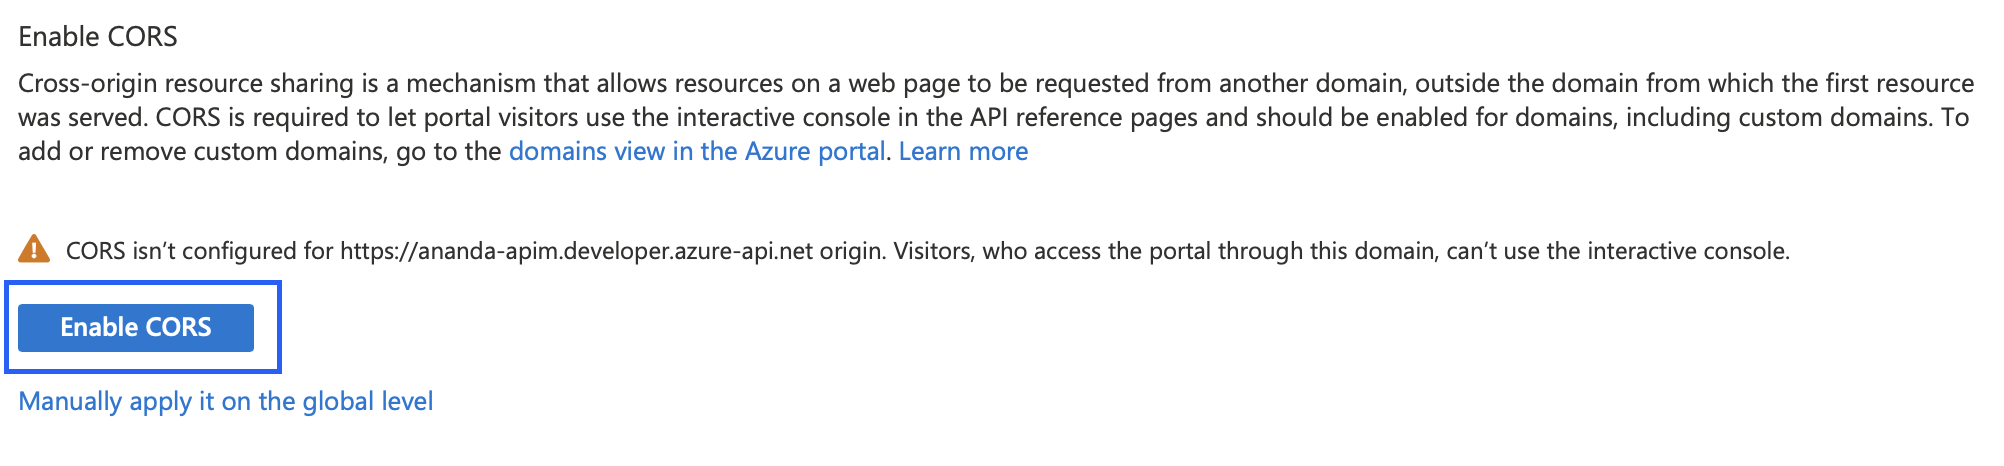 Enable CORS
Cross-origin resource sharing is a mechanism that allows resources on a web page to be requested from another domain, outside the domain from which the first resource
was served. CORS is required to let portal visitors use the interactive console in the API reference pages and should be enabled for domains, including custom domains. To
add or remove custom domains, go to the domains view in the Azure portal. Learn more
CORS isn’t configured for https://ananda-apim.developer.azure-api.net origin. Visitors, who access the portal through this domain, can’t use the interactive console.
Enable CORS
Manually apply it on the global level